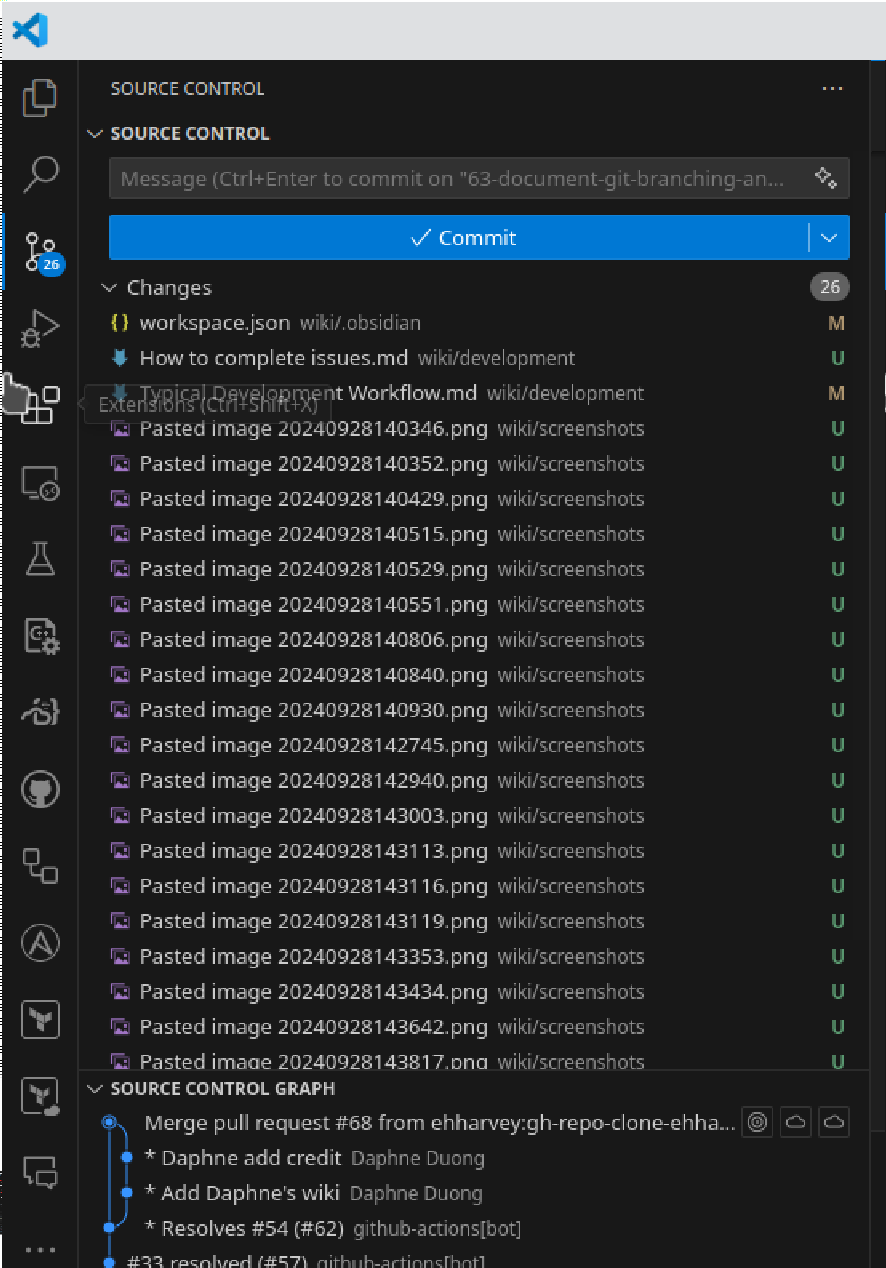 SOURCE CONTROL ...
SOURCE CONTROL
Message (Ctrl+Enter to commit on "63-document-git-branching-an...
Commit
26
Changes 26
workspace.json wiki/.obsidian M
How to complete issues.md wiki/development U
Typical Development Workflow.md wiki/development M
Extensions (Ctrl+Shift+X)
Pasted image 20240928140346.png wiki/screenshots U
Pasted image 20240928140352.png wiki/screenshots U
Pasted image 20240928140429.png wiki/screenshots U
Pasted image 20240928140515.png wiki/screenshots U
Pasted image 20240928140529.png wiki/screenshots U
Pasted image 20240928140551.png wiki/screenshots U
Pasted image 20240928140806.png wiki/screenshots U
Pasted image 20240928140840.png wiki/screenshots U
Pasted image 20240928140930.png wiki/screenshots U
Pasted image 20240928142745.png wiki/screenshots U
Pasted image 20240928142940.png wiki/screenshots U
Pasted image 20240928143003.png wiki/screenshots U
Pasted image 20240928143113.png wiki/screenshots U
Pasted image 20240928143116.png wiki/screenshots U
Pasted image 20240928143119.png wiki/screenshots U
Pasted image 20240928143353.png wiki/screenshots U
Pasted image 20240928143434.png wiki/screenshots U
Pasted image 20240928143642.png wiki/screenshots U
Pasted image 20240928143817.png wiki/screenshots U
SOURCE CONTROL GRAPH
Merge pull request #68 from ehharvey:gh-repo-clone-ehha...
* Daphne add credit Daphne Duong
* Add Daphne's wiki Daphne Duong
* Resolves #54 (#62) github-actions[bot]
#33 resolved (#57) github-actions[bot]